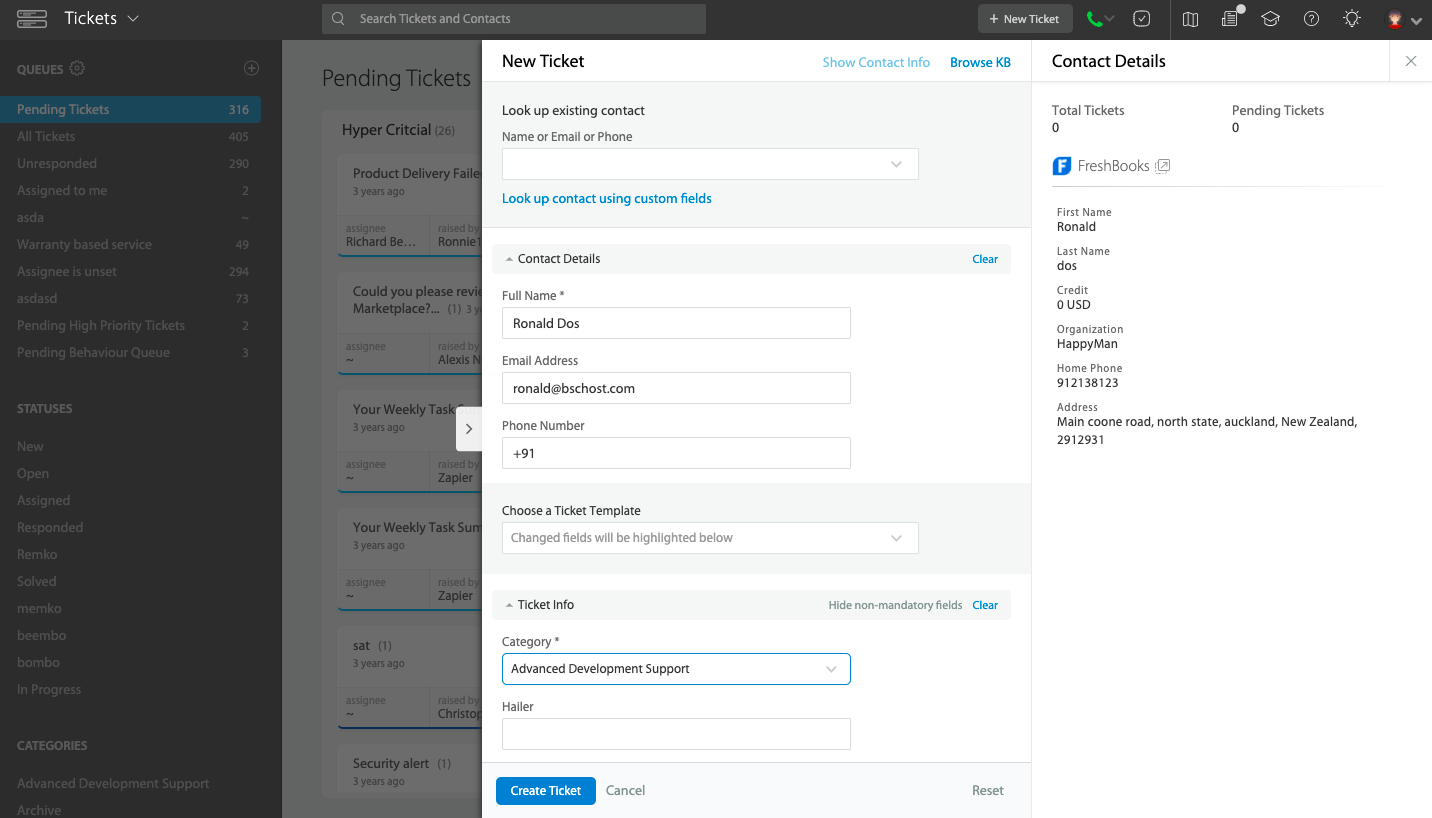 Tickets
Search Tickets and Contacts
+ New Ticket
QUEUES
Pending Tickets 316
All Tickets 405
Unresponded 290
Assigned to me 2
asda ~
Warranty based service 49
Assignee is unset 294
asdasd 73
Pending High Priority Tickets 2
Pending Behaviour Queue 3
STATUSES
New
Open
Assigned
Responded
Remko
Solved
memko
beembo
bombo
In Progress
CATEGORIES
Advanced Development Support
Archive
Pending Tickets
Hyper Critcial (26)
Product Delivery Faile
3 years ago
assignee raised by
Richard Be... Ronnie1
Could you please revie
Marketplace?... (1) 3 ye
assignee raised by
~ Alexis N
Your Weekly Task Sum
3 years ago
assignee raised by
~ Zapier
Your Weekly Task Sum
3 years ago
assignee raised by
~ Zapier
sat (1)
3 years ago
assignee raised by
~ Christop
Security alert (1)
3 years ago
New Ticket
Show Contact Info Browse KB
Look up existing contact
Name or Email or Phone
Look up contact using custom fields
Contact Details Clear
Full Name *
Ronald Dos
Email Address
ronald@bschost.com
Phone Number
+91
Choose a Ticket Template
Changed fields will be highlighted below
Ticket Info Hide non-mandatory fields Clear
Category *
Advanced Development Support
Hailer
Create Ticket Cancel Reset
Contact Details
Total Tickets Pending Tickets
0 0
FreshBooks
First Name
Ronald
Last Name
dos
Credit
0 USD
Organization
HappyMan
Home Phone
912138123
Address
Main coone road, north state, auckland, New Zealand,
2912931